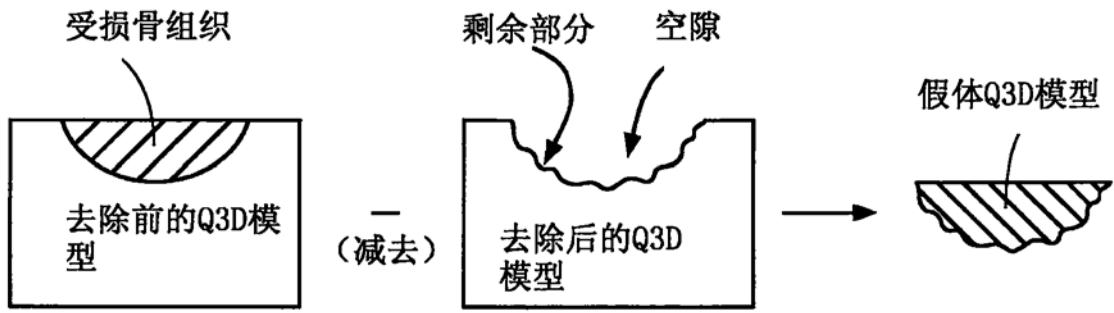 受损骨组织
剩余部分
空隙
假体Q3D模型
去除前的Q3D模
型
—
（减去）
去除后的Q3D
模型